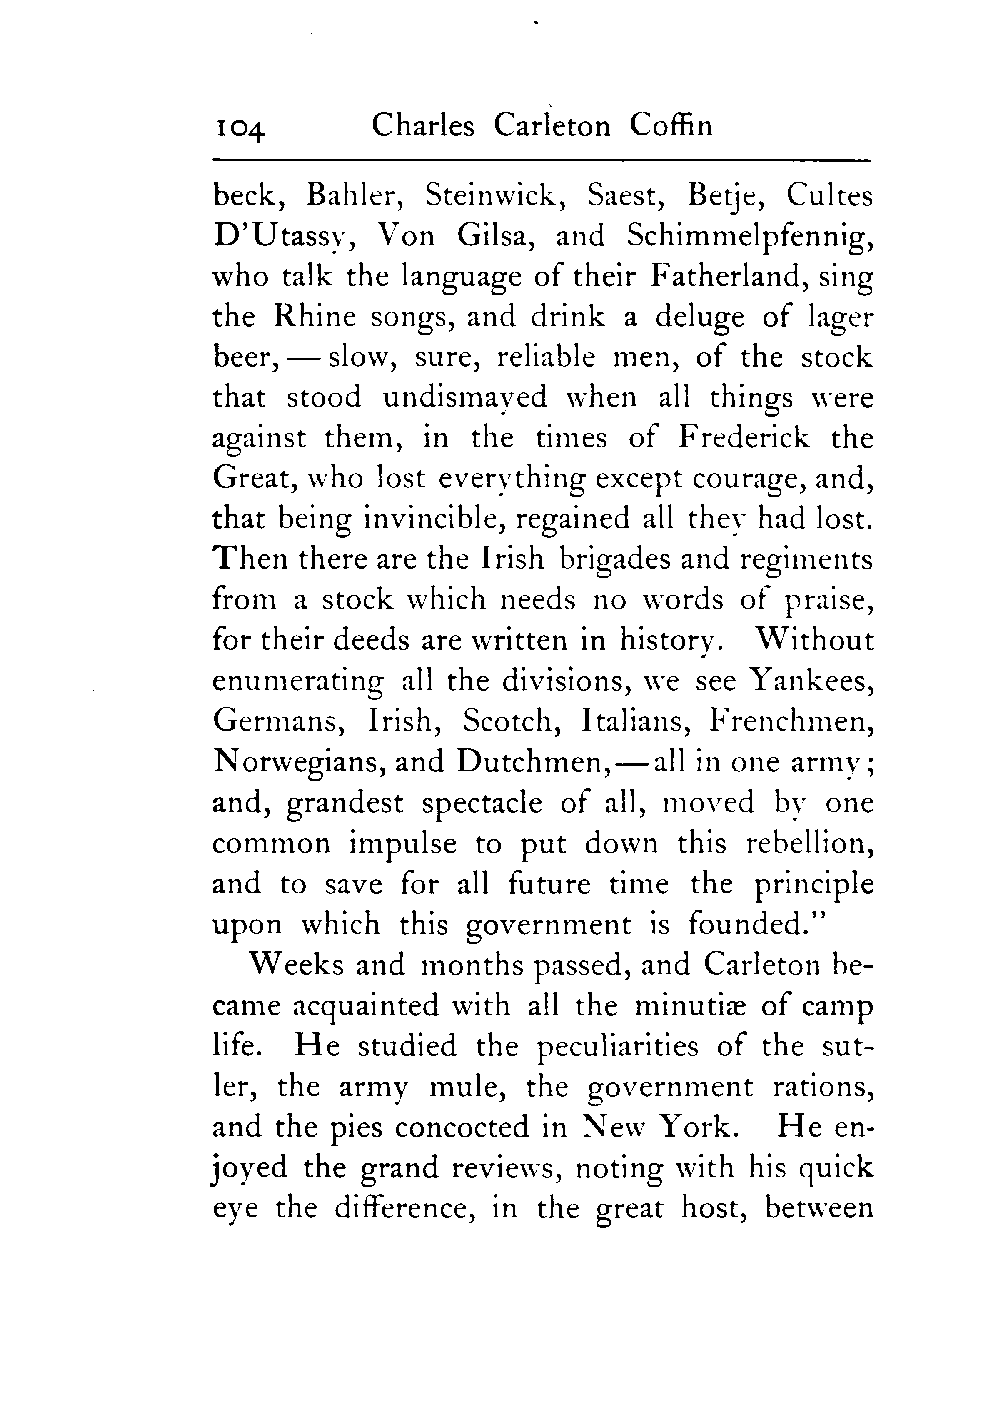 104 Charles Carleton Coffin
beck, Bahler, Steinwick, Saest, Betje, Cultes
D'Utassy, Von Gilsa, and Schimmelpfennig,
who talk the language of their Fatherland, sing
the Rhine songs, and drink a deluge of lager
beer,—slow, sure, reliable men, of the stock
that stood undismayed when all things were
against them, in the times of Frederick the
Great, who lost everything except courage, and,
that being invincible, regained all they had lost.
Then there are the Irish brigades and regiments
from a stock which needs no words of praise,
for their deeds are written in history. Without
enumerating all the divisions, we see Yankees,
Germans, Irish, Scotch, Italians, Frenchmen,
Norwegians, and Dutchmen,—all in one army;
and, grandest spectacle of all, moved by one
common impulse to put down this rebellion,
and to save for all future time the principle
upon which this government is founded."
Weeks and months passed, and Carleton be-
came acquainted with all the minutiæ of camp
life. He studied the peculiarities of the sut-
ler, the army mule, the government rations,
and the pies concocted in New York. He en-
joyed the grand reviews, noting with his quick
eye the difference, in the great host, between